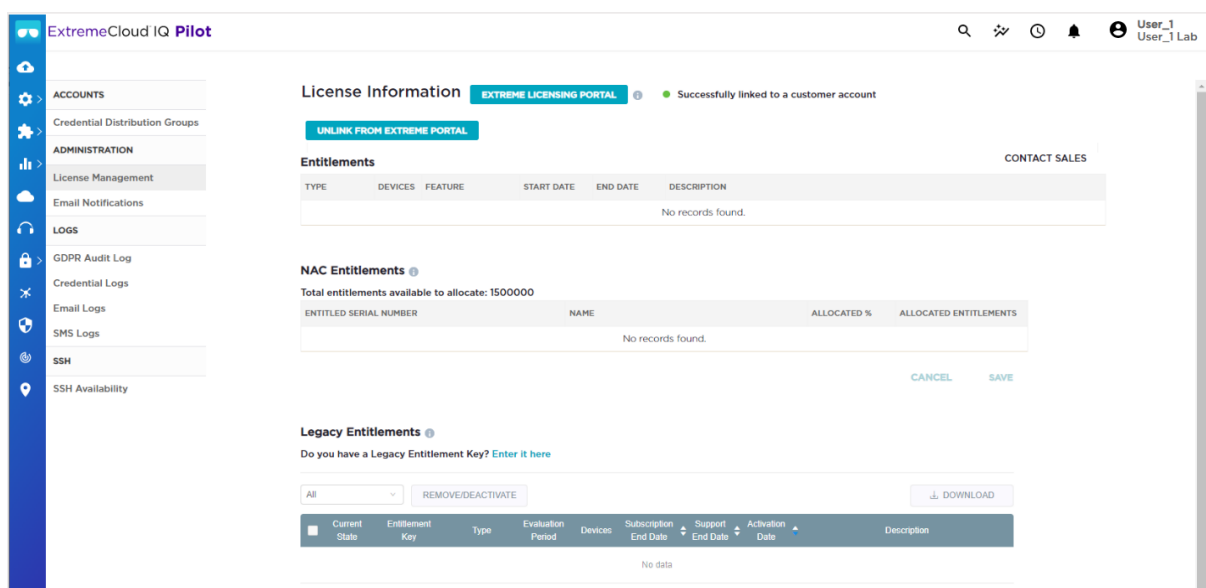 ExtremeCloud IQ Pilot
User_1
User_1 Lab
ACCOUNTS
Credential Distribution Groups
ADMINISTRATION
License Management
Email Notifications
LOGS
GDPR Audit Log
Credential Logs
Email Logs
SMS Logs
SSH
SSH Availability
License Information EXTREME LICENSING PORTAL Successfully linked to a customer account
UNLINK FROM EXTREME PORTAL
Entitlements CONTACT SALES
TYPE DEVICES FEATURE START DATE END DATE DESCRIPTION
No records found.
NAC Entitlements
Total entitlements available to allocate: 1500000
ENTITLED SERIAL NUMBER NAME ALLOCATED % ALLOCATED ENTITLEMENTS
No records found.
CANCEL SAVE
Legacy Entitlements
Do you have a Legacy Entitlement Key? Enter it here
All REMOVE/DEACTIVATE DOWNLOAD
Current State Entitlement Key Type Evaluation Period Devices Subscription End Date Support End Date Activation Date Description
No data